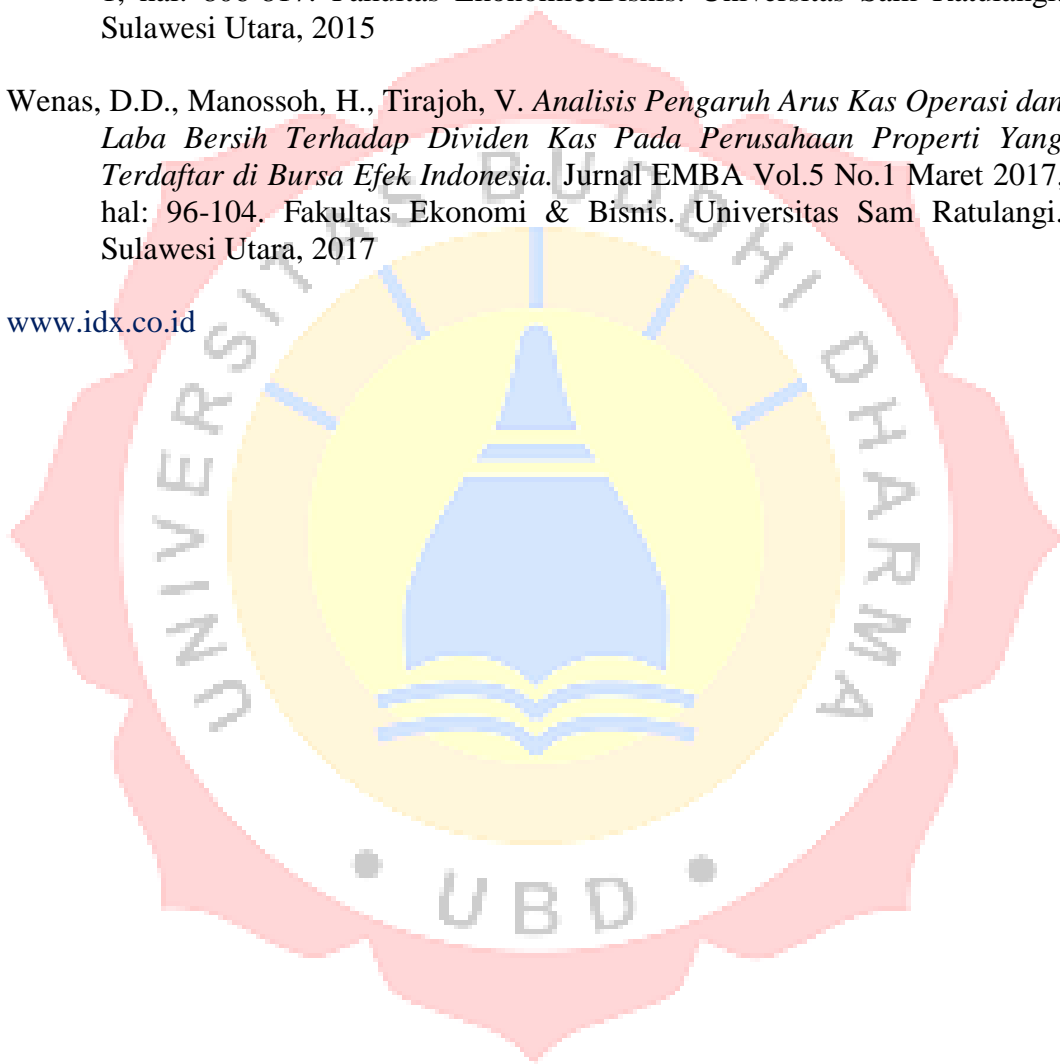 Sulawesi Utara, 2015
Wenas, D.D., Manossoh, H., Tirajoh, V. Analisis Pengaruh Arus Kas Operasi dan
Laba Bersih Terhadap Dividen Kas Pada Perusahaan Properti Yang
Terdaftar di Bursa Efek Indonesia. Jurnal EMBA Vol.5 No.1 Maret 2017,
hal: 96-104. Fakultas Ekonomi & Bisnis. Universitas Sam Ratulangi.
Sulawesi Utara, 2017
www.idx.co.id
UNIVERSITAS BUDDHI DHARMA
• UBD •